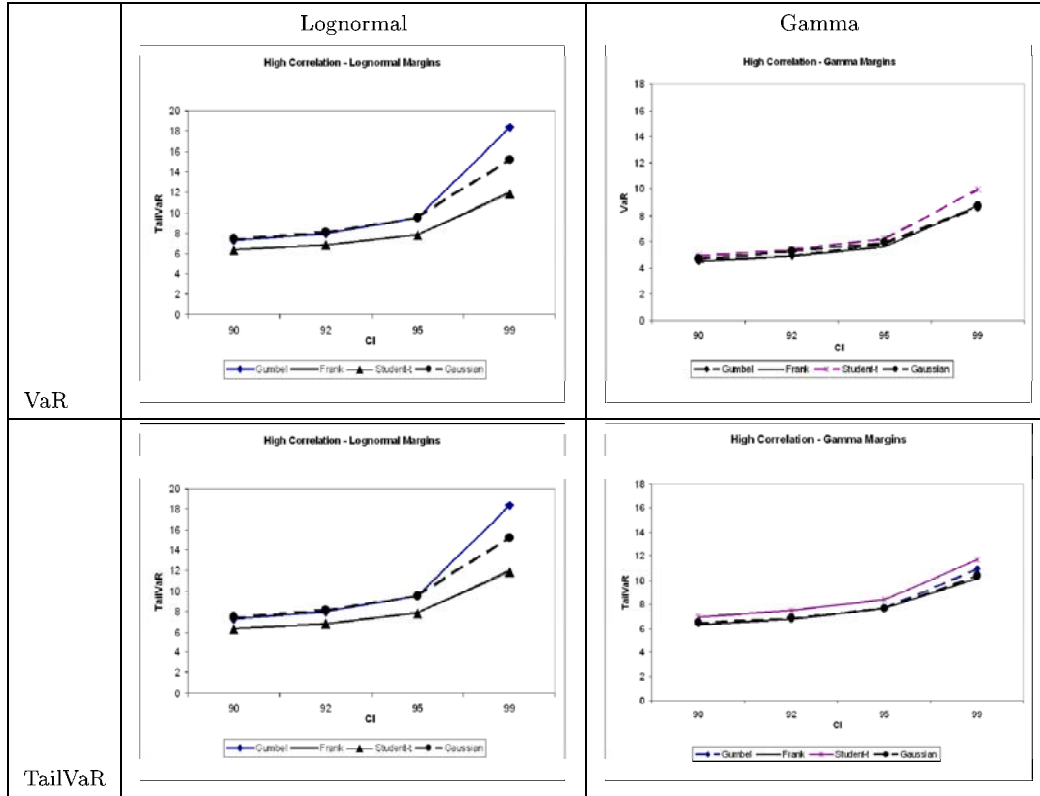 Lognormal
Gamma
VaR
High Correlation - Lognormal Margins
20
18
16
14
12
10
8
6
4
2
0
TailVaR
90
92
95
99
CI
Gumbel Frank Student-t Gaussian
High Correlation - Gamma Margins
18
16
14
12
10
8
6
4
2
0
VaR
90
92
95
99
CI
Gumbel Frank Student-t Gaussian
TailVaR
High Correlation - Lognormal Margins
20
18
16
14
12
10
8
6
4
2
0
TailVaR
90
92
95
99
CI
Gumbel Frank Student-t Gaussian
High Correlation - Gamma Margins
18
16
14
12
10
8
6
4
2
0
TailVaR
90
92
95
99
CI
Gumbel Frank Student-t Gaussian